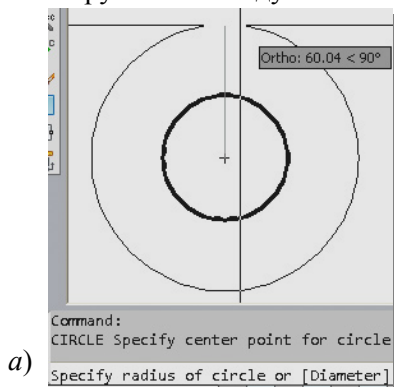 Ortho: 60.04 < 90°
Command:
CIRCLE Specify center point for circle
а) Specify radius of circle or [Diameter]